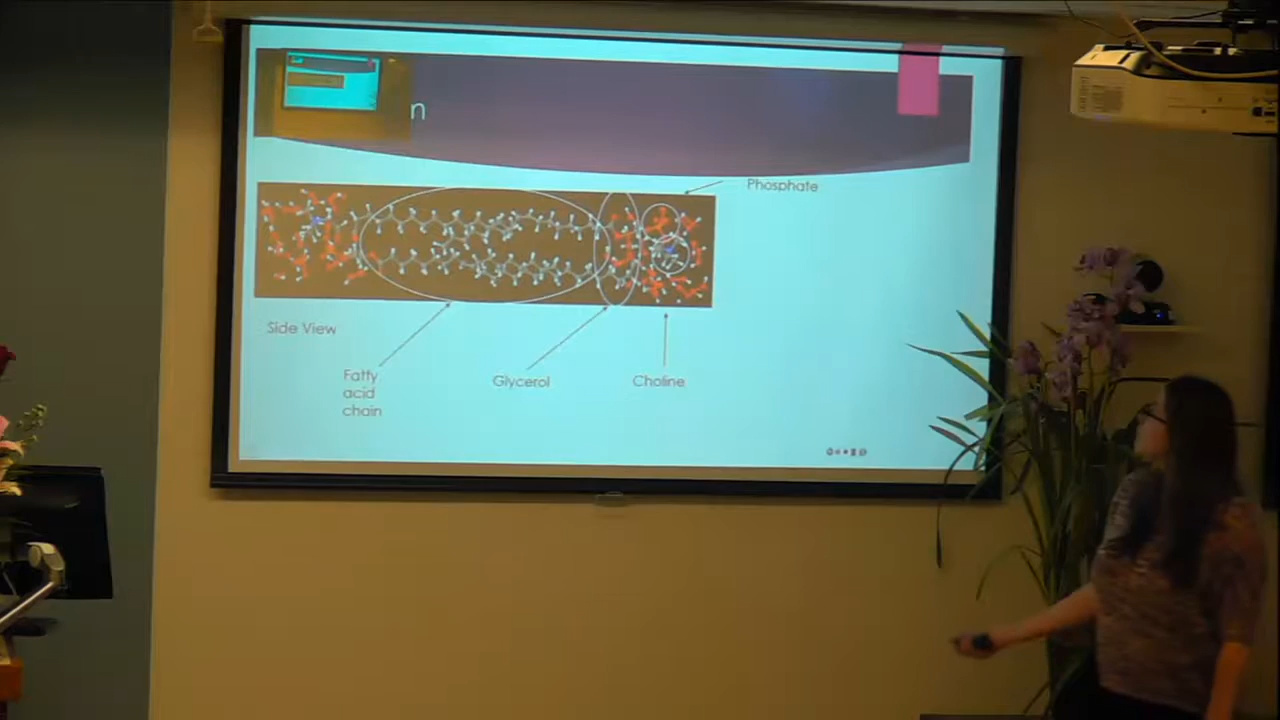 n
Phosphate
Side View
Fatty
acid
chain
Glycerol
Choline